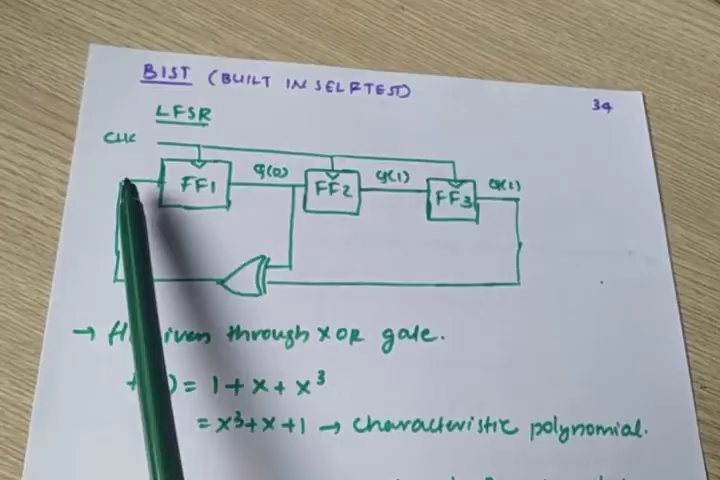 BIST (BUILT IN SELFTEST)
34
LFSR
CLK
FF1
q(0)
FF2
q(1)
FF3
q(2)
→ given through XOR gate.
) = 1 + x + x³
= x³ + x + 1 → characteristic polynomial.